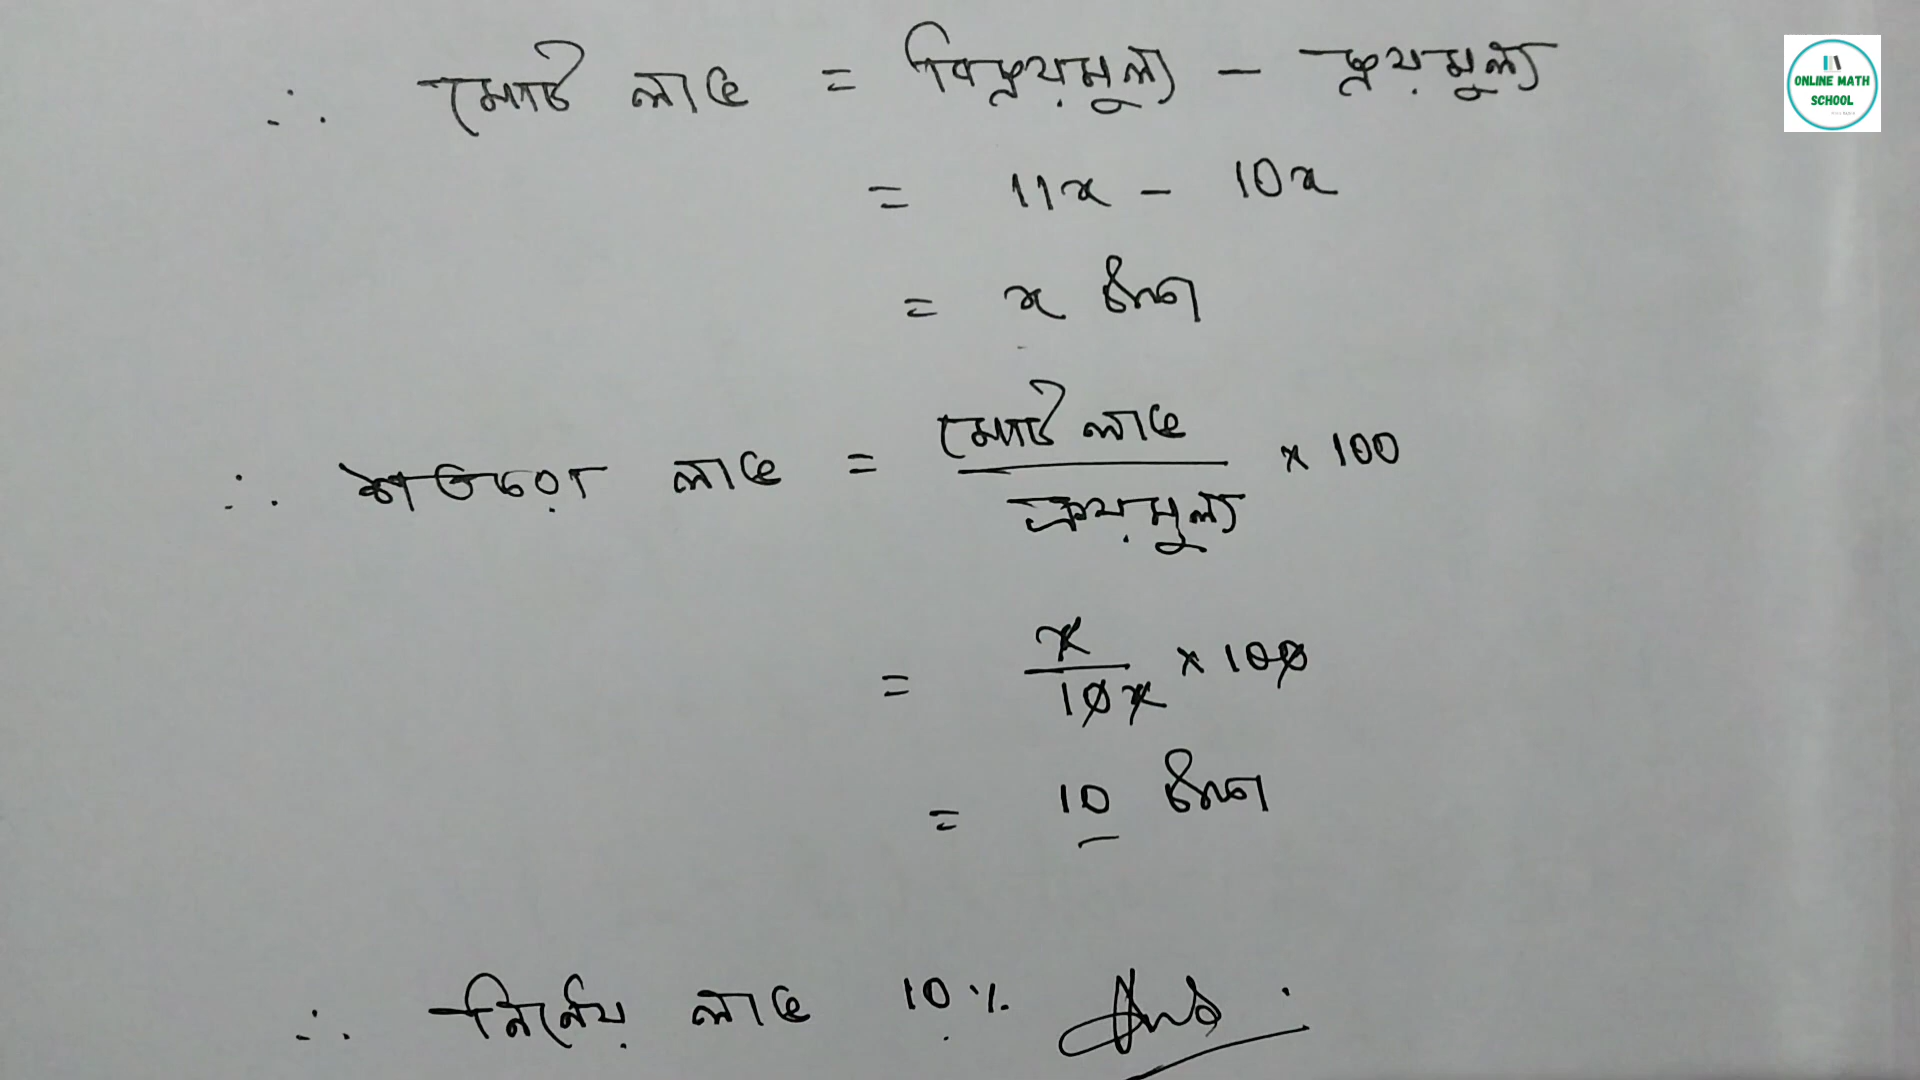 ∴ মোট লাভ = বিক্রয়মূল্য - ক্রয়মূল্য
= 11x - 10x
= x টাকা
∴ শতকরা লাভ = মোট লাভ / ক্রয়মূল্য × 100
= x / 10x × 100
= 10 টাকা
∴ নির্ণেয় লাভ 10% Ans.
ONLINE MATH
SCHOOL